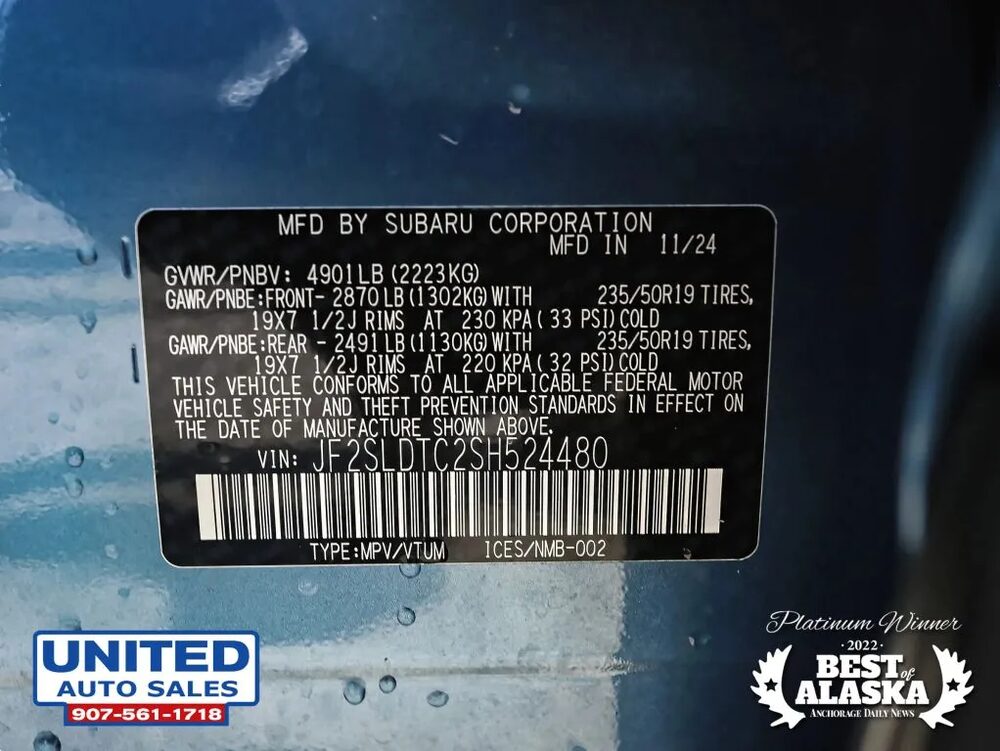 MFD BY SUBARU CORPORATION
MFD IN 11/24
GVWR/PNBV: 4901LB (2223KG)
GAWR/PNBE:FRONT- 2870 LB (1302KG) WITH 235/50R19 TIRES,
19X7 1/2J RIMS AT 230 KPA ( 33 PSI) COLD
GAWR/PNBE:REAR - 2491 LB (1130KG) WITH 235/50R19 TIRES,
19X7 1/2J RIMS AT 220 KPA ( 32 PSI) COLD
THIS VEHICLE CONFORMS TO ALL APPLICABLE FEDERAL MOTOR
VEHICLE SAFETY AND THEFT PREVENTION STANDARDS IN EFFECT ON
THE DATE OF MANUFACTURE SHOWN ABOVE.
VIN: JF2SLDTC2SH524480
TYPE:MPV/VTUM ICES/NMB-002
UNITED
AUTO SALES
907-561-1718
Platinum Winner
· 2022 ·
BEST of
ALASKA
ANCHORAGE DAILY NEWS